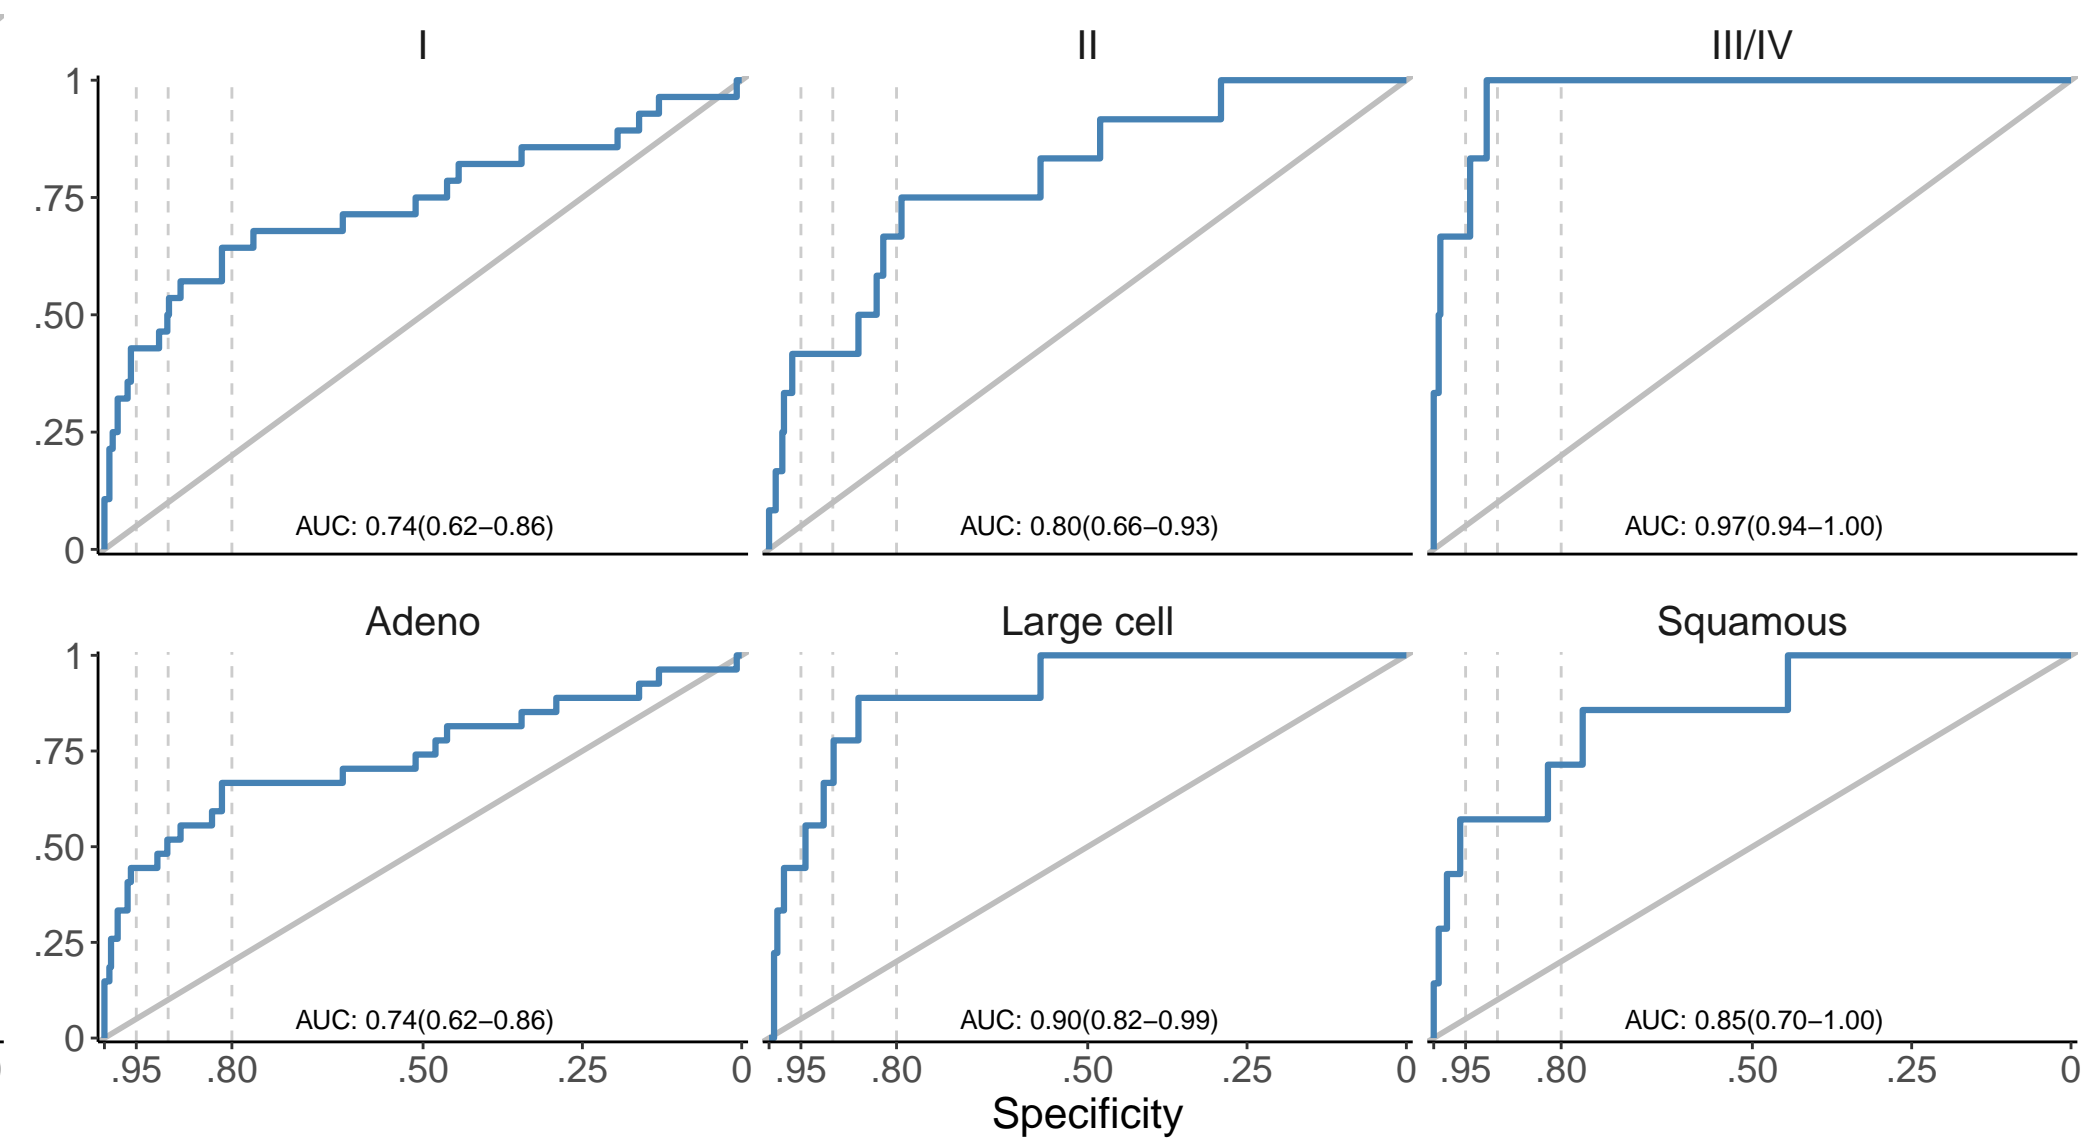 I
II
III/IV
1
.75
.50
.25
0
AUC: 0.74(0.62−0.86)
AUC: 0.80(0.66−0.93)
AUC: 0.97(0.94−1.00)
Adeno
Large cell
Squamous
1
.75
.50
.25
0
AUC: 0.74(0.62−0.86)
AUC: 0.90(0.82−0.99)
AUC: 0.85(0.70−1.00)
.95 .80 .50 .25 0
.95 .80 .50 .25 0
.95 .80 .50 .25 0
Specificity